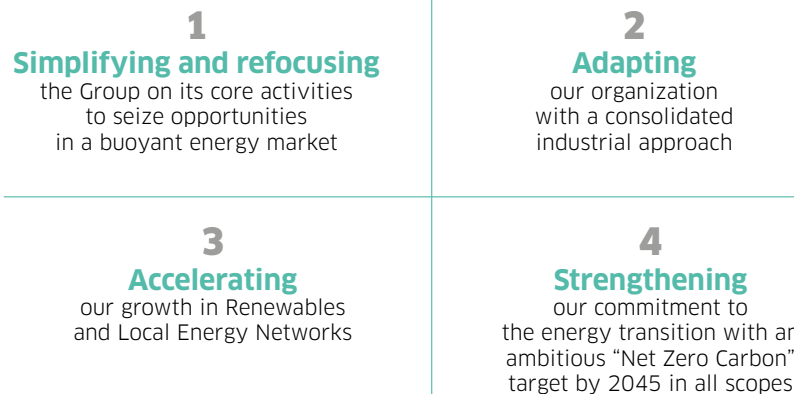 1
Simplifying and refocusing
the Group on its core activities
to seize opportunities
in a buoyant energy market
2
Adapting
our organization
with a consolidated
industrial approach
3
Accelerating
our growth in Renewables
and Local Energy Networks
4
Strengthening
our commitment to
the energy transition with an
ambitious “Net Zero Carbon”
target by 2045 in all scopes